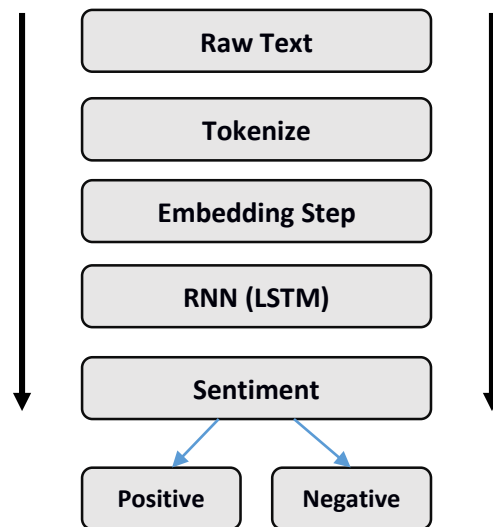 Raw Text
Tokenize
Embedding Step
RNN (LSTM)
Sentiment
Positive
Negative